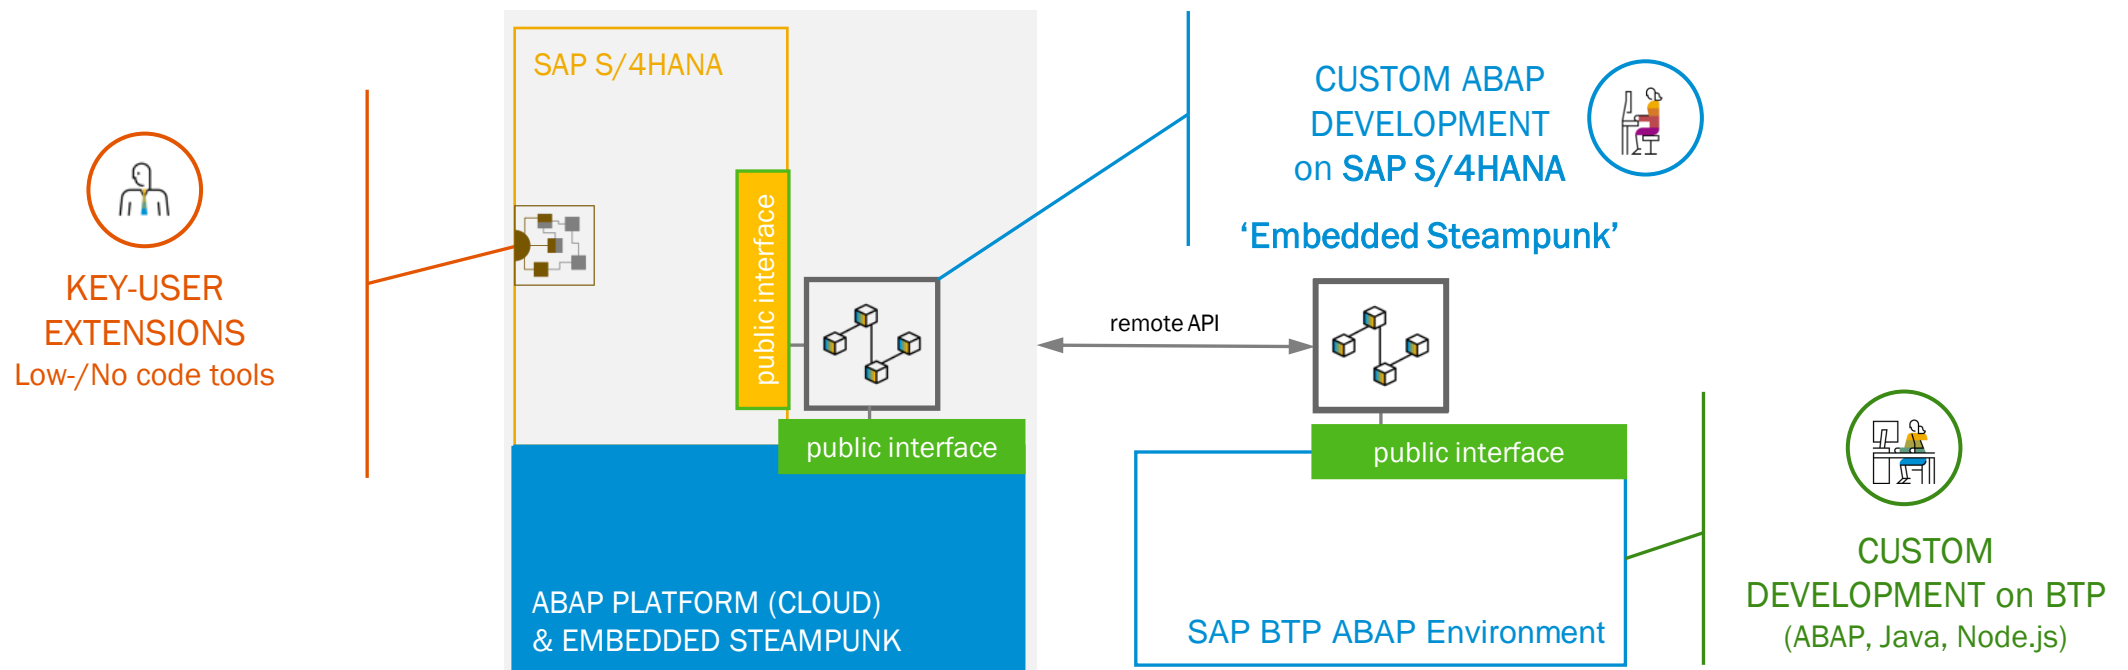 KEY-USER
EXTENSIONS
Low-/No code tools
SAP S/4HANA
public interface
public interface
ABAP PLATFORM (CLOUD)
& EMBEDDED STEAMPUNK
CUSTOM ABAP
DEVELOPMENT
on SAP S/4HANA
‘Embedded Steampunk’
remote API
public interface
SAP BTP ABAP Environment
CUSTOM
DEVELOPMENT on BTP
(ABAP, Java, Node.js)